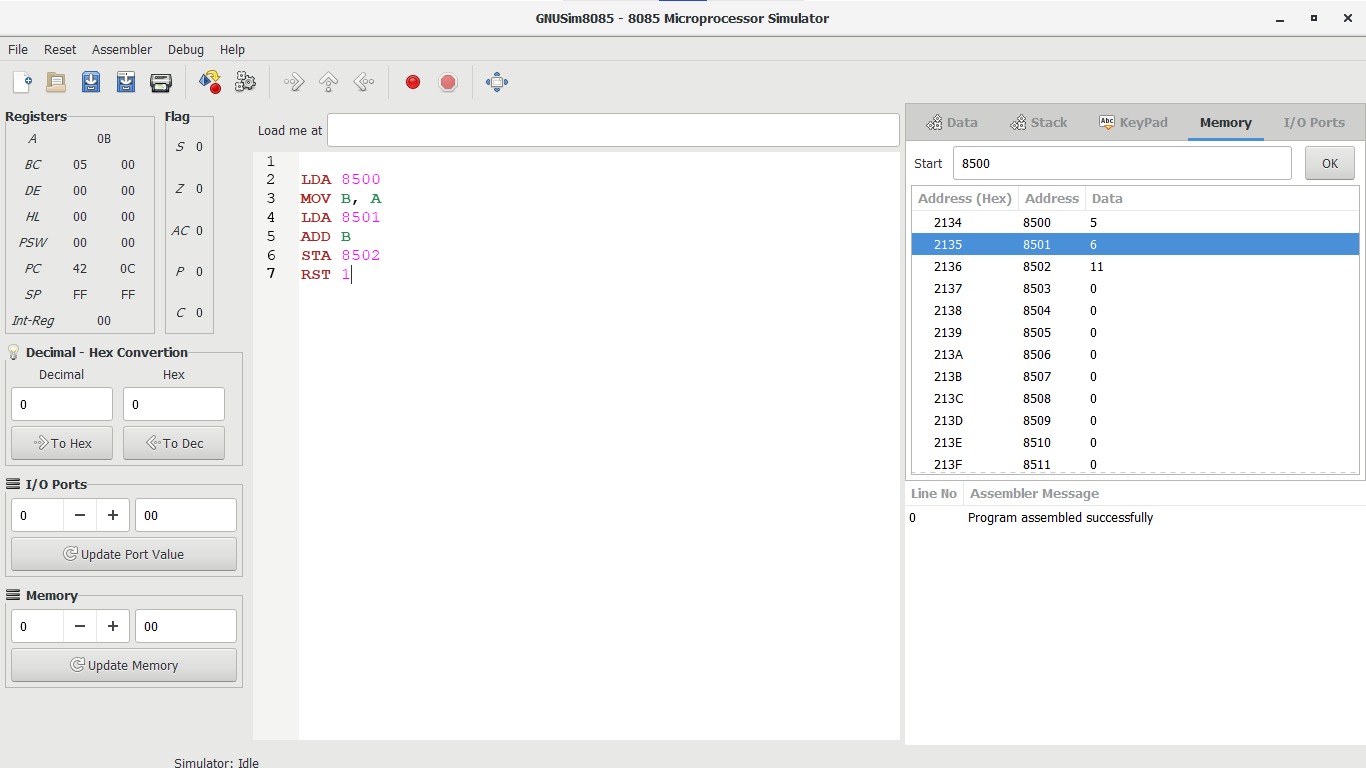 GNUSim8085 - 8085 Microprocessor Simulator
File Reset Assembler Debug Help
Registers
A 0B
BC 05 00
DE 00 00
HL 00 00
PSW 00 00
PC 42 0C
SP FF FF
Int-Reg 00
Flag
S 0
Z 0
AC 0
P 0
C 0
Decimal - Hex Convertion
Decimal Hex
0 0
To Hex To Dec
I/O Ports
0 − + 00
Update Port Value
Memory
0 − + 00
Update Memory
Load me at
1
2 LDA 8500
3 MOV B, A
4 LDA 8501
5 ADD B
6 STA 8502
7 RST 1
Data Stack Abc KeyPad Memory I/O Ports
Start 8500 OK
Address (Hex) Address Data
2134 8500 5
2135 8501 6
2136 8502 11
2137 8503 0
2138 8504 0
2139 8505 0
213A 8506 0
213B 8507 0
213C 8508 0
213D 8509 0
213E 8510 0
213F 8511 0
Line No Assembler Message
0 Program assembled successfully
Simulator: Idle